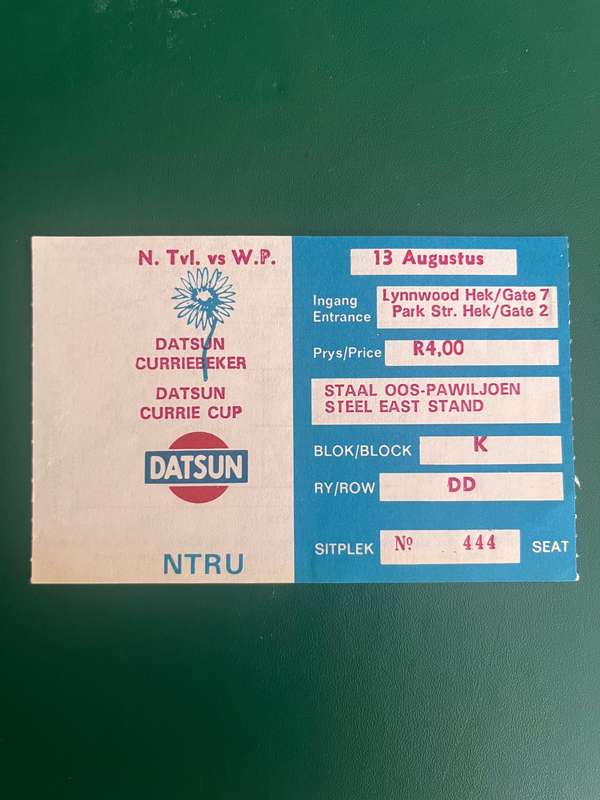 N. Tvl. vs W.P.
DATSUN
CURRIEBEKER
DATSUN
CURRIE CUP
DATSUN
NTRU
13 Augustus
Ingang
Entrance
Lynnwood Hek/Gate 7
Park Str. Hek/Gate 2
Prys/Price R4,00
STAAL OOS-PAWILJOEN
STEEL EAST STAND
BLOK/BLOCK K
RY/ROW DD
SITPLEK Nº 444 SEAT